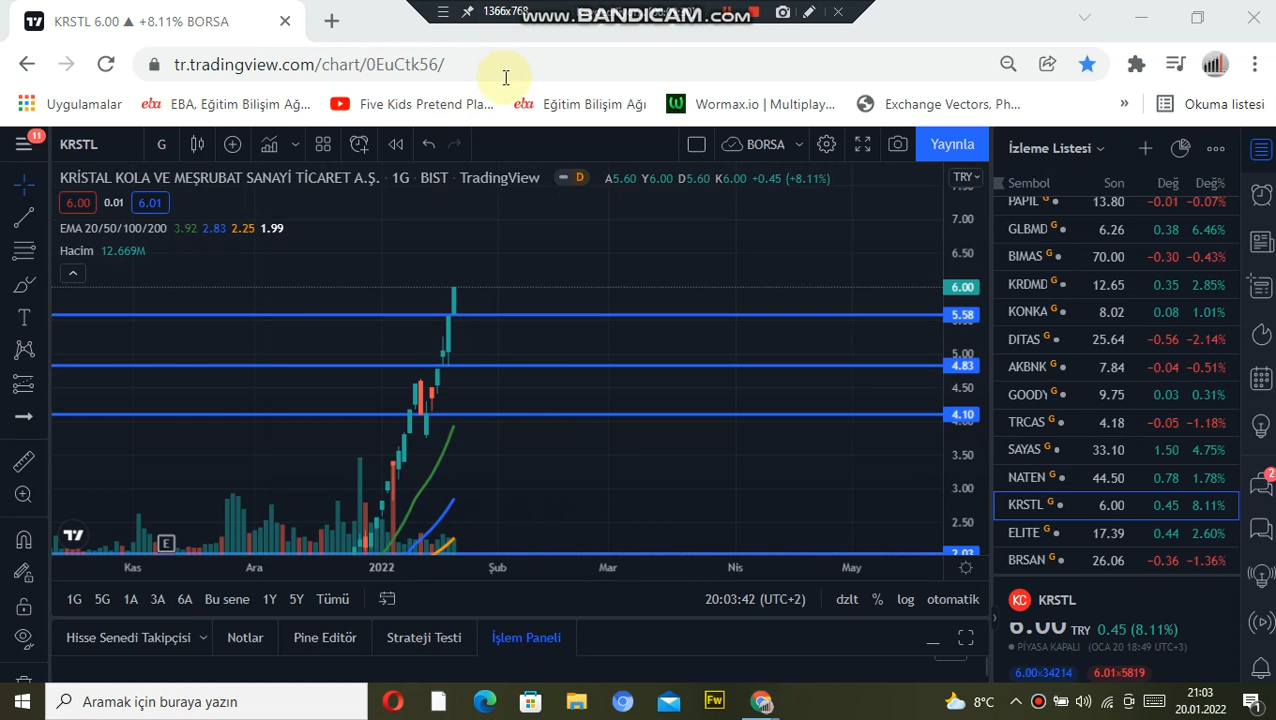 KRSTL 6.00 ▲ +8.11% BORSA
1366x768
www.BANDICAM.com
tr.tradingview.com/chart/0EuCtk56/
Uygulamalar
EBA, Eğitim Bilişim Ağ...
Five Kids Pretend Pla...
Eğitim Bilişim Ağı
Wormax.io | Multiplay...
Exchange Vectors, Ph...
»
Okuma listesi
11
KRSTL
G
BORSA
Yayınla
İzleme Listesi
KRİSTAL KOLA VE MEŞRUBAT SANAYİ TİCARET A.Ş. · 1G · BIST · TradingView
D
A5.60 Y6.00 D5.60 K6.00 +0.45 (+8.11%)
TRY
Sembol Son Değ Değ%
6.00 0.01 6.01
PAPIL G 13.80 −0.01 −0.07%
EMA 20/50/100/200 3.92 2.83 2.25 1.99
7.00
GLBMD G 6.26 0.38 6.46%
Hacim 12.669M
6.50
BIMAS G 70.00 −0.30 −0.43%
6.00
KRDMD G 12.65 0.35 2.85%
5.58
KONKA G 8.02 0.08 1.01%
DITAS G 25.64 −0.56 −2.14%
5.00
4.83
AKBNK G 7.84 −0.04 −0.51%
4.50
GOODY G 9.75 0.03 0.31%
4.10
TRCAS G 4.18 −0.05 −1.18%
3.50
SAYAS G 33.10 1.50 4.75%
NATEN G 44.50 0.78 1.78%
3.00
2
KRSTL G 6.00 0.45 8.11%
2.50
ELITE G 17.39 0.44 2.60%
E
2.03
BRSAN G 26.06 −0.36 −1.36%
Kas Ara 2022 Şub Mar Nis May
1G 5G 1A 3A 6A Bu sene 1Y 5Y Tümü
20:03:42 (UTC+2)
dzlt % log otomatik
KC KRSTL
6.00 TRY 0.45 (8.11%)
PİYASA KAPALI (OCA 20 18:49 UTC+3)
6.00×34214 6.01×5819
Hisse Senedi Takipçisi
Notlar
Pine Editör
Strateji Testi
İşlem Paneli
Aramak için buraya yazın
Fw
8°C
21:03
20.01.2022
1